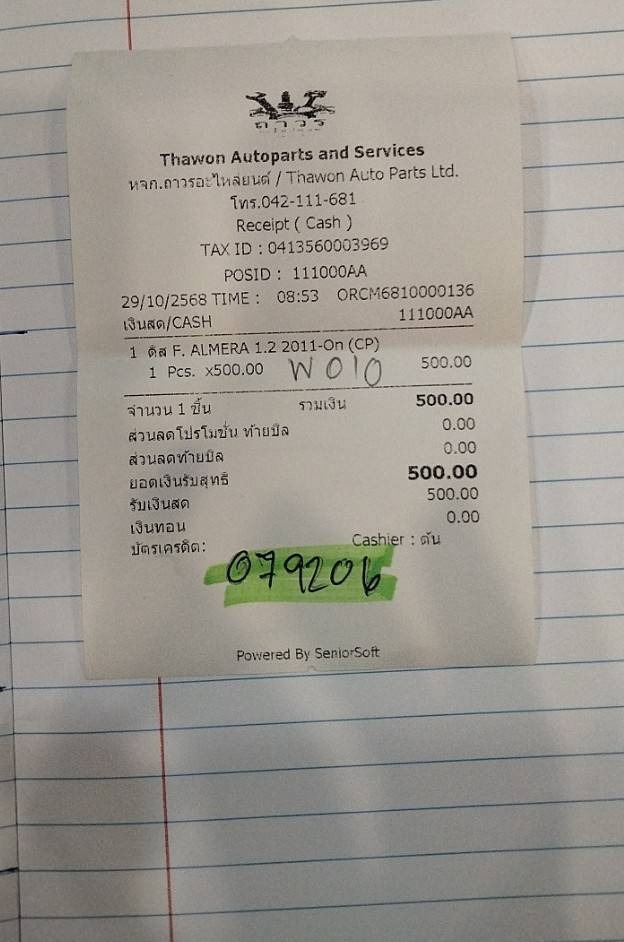 ถาวร
Thawon Autoparts and Services
หจก.ถาวรอะไหล่ยนต์ / Thawon Auto Parts Ltd.
โทร.042-111-681
Receipt ( Cash )
TAX ID : 0413560003969
POSID : 111000AA
29/10/2568 TIME : 08:53 ORCM6810000136
เงินสด/CASH 111000AA
1 ดิส F. ALMERA 1.2 2011-On (CP)
1 Pcs. x500.00 W010 500.00
จำนวน 1 ชิ้น รวมเงิน 500.00
ส่วนลดโปรโมชั่น ท้ายบิล 0.00
ส่วนลดท้ายบิล 0.00
ยอดเงินรับสุทธิ 500.00
รับเงินสด 500.00
เงินทอน 0.00
บัตรเครดิต: Cashier : ต้น
079206
Powered By SeniorSoft